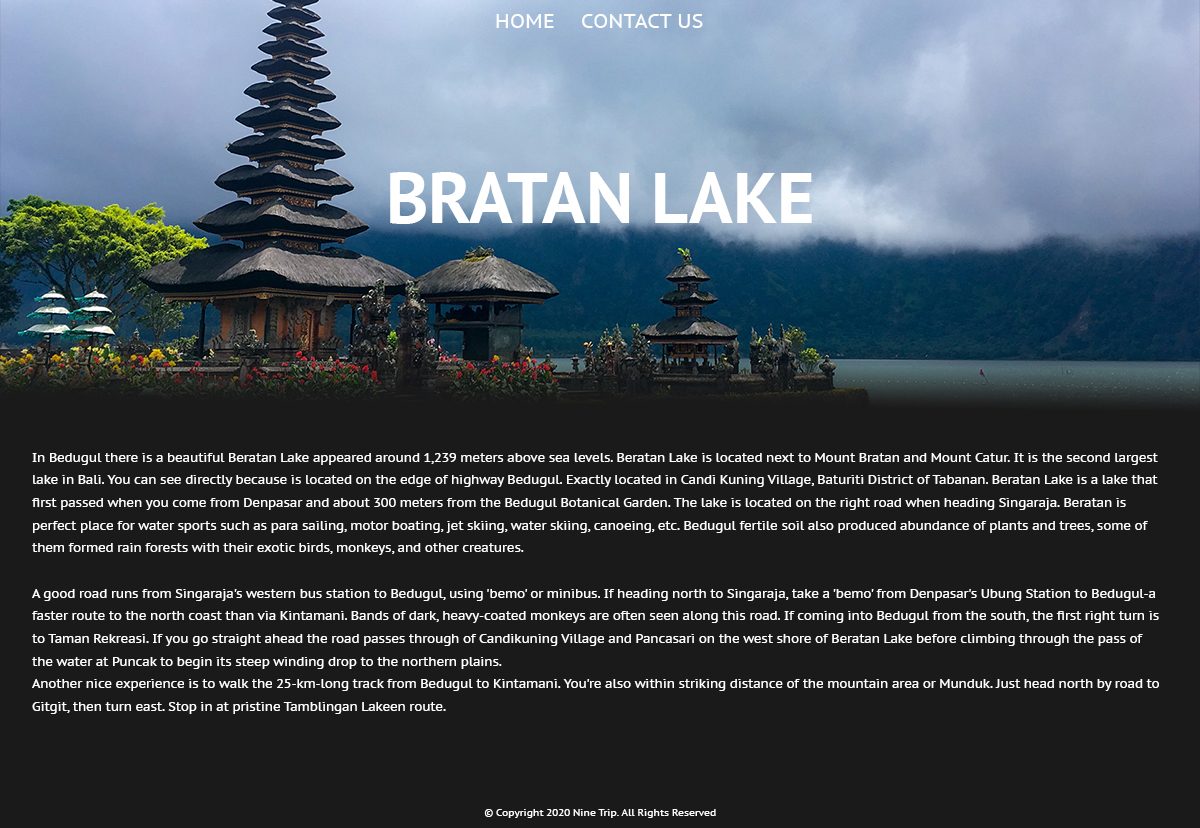 HOME CONTACT US
BRATAN LAKE
In Bedugul there is a beautiful Beratan Lake appeared around 1,239 meters above sea levels. Beratan Lake is located next to Mount Bratan and Mount Catur. It is the second largest
lake in Bali. You can see directly because is located on the edge of highway Bedugul. Exactly located in Candi Kuning Village, Baturiti District of Tabanan. Beratan Lake is a lake that
first passed when you come from Denpasar and about 300 meters from the Bedugul Botanical Garden. The lake is located on the right road when heading Singaraja. Beratan is
perfect place for water sports such as para sailing, motor boating, jet skiing, water skiing, canoeing, etc. Bedugul fertile soil also produced abundance of plants and trees, some of
them formed rain forests with their exotic birds, monkeys, and other creatures.
A good road runs from Singaraja's western bus station to Bedugul, using 'bemo' or minibus. If heading north to Singaraja, take a 'bemo' from Denpasar's Ubung Station to Bedugul-a
faster route to the north coast than via Kintamani. Bands of dark, heavy-coated monkeys are often seen along this road. If coming into Bedugul from the south, the first right turn is
to Taman Rekreasi. If you go straight ahead the road passes through of Candikuning Village and Pancasari on the west shore of Beratan Lake before climbing through the pass of
the water at Puncak to begin its steep winding drop to the northern plains.
Another nice experience is to walk the 25-km-long track from Bedugul to Kintamani. You're also within striking distance of the mountain area or Munduk. Just head north by road to
Gitgit, then turn east. Stop in at pristine Tamblingan Lakeen route.
© Copyright 2020 Nine Trip. All Rights Reserved